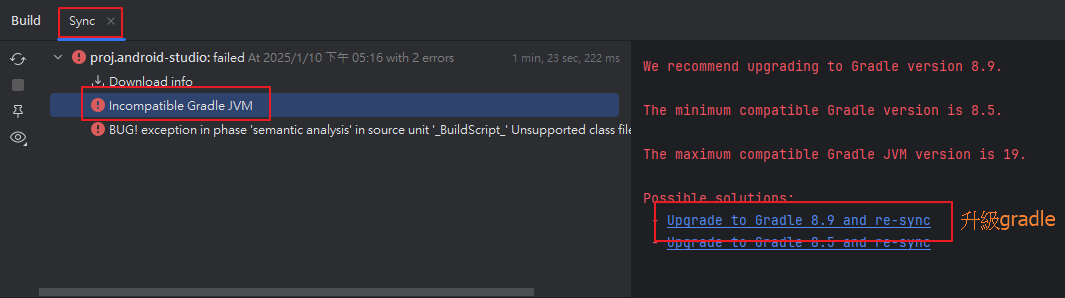 Build
Sync
proj.android-studio: failed At 2025/1/10 下午 05:16 with 2 errors
1 min, 23 sec, 222 ms
Download info
Incompatible Gradle JVM
BUG! exception in phase 'semantic analysis' in source unit '_BuildScript_' Unsupported class file
We recommend upgrading to Gradle version 8.9.
The minimum compatible Gradle version is 8.5.
The maximum compatible Gradle JVM version is 19.
Possible solutions:
- Upgrade to Gradle 8.9 and re-sync
升級gradle
- Upgrade to Gradle 8.5 and re-sync